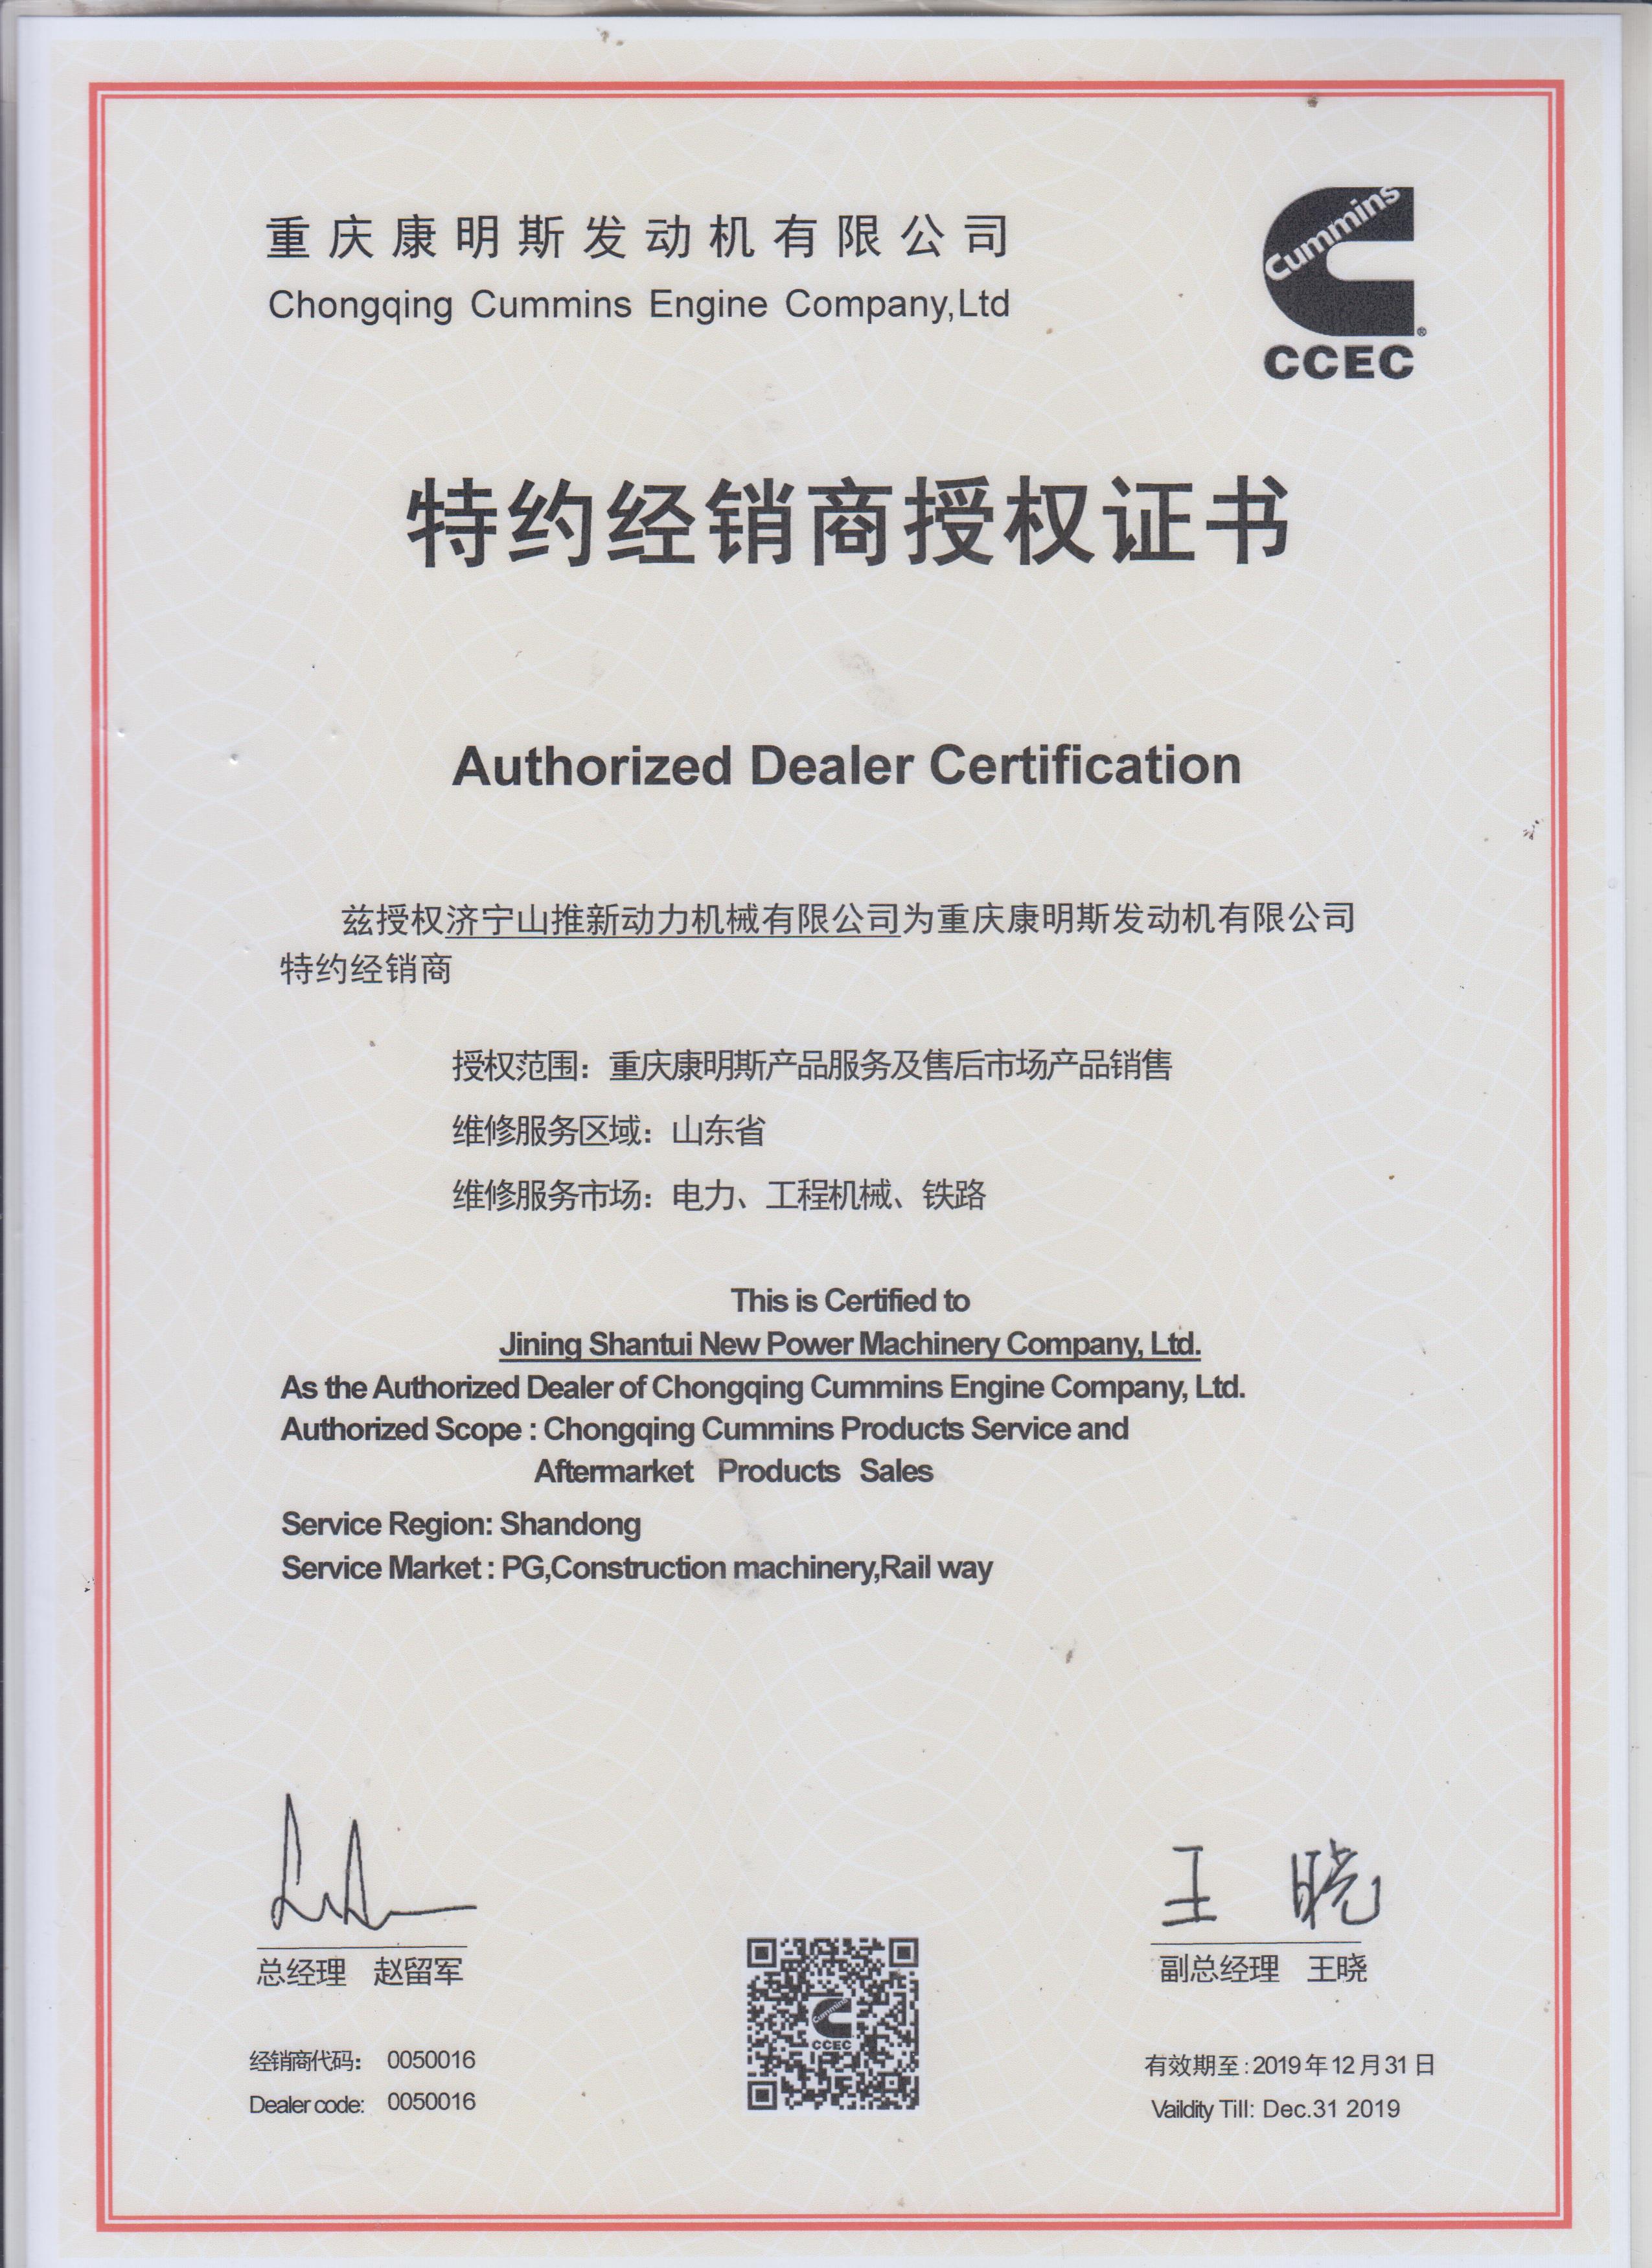 重庆康明斯发动机有限公司
Chongqing Cummins Engine Company,Ltd
Cummins
®
CCEC
特约经销商授权证书
Authorized Dealer Certification
兹授权济宁山推新动力机械有限公司为重庆康明斯发动机有限公司
特约经销商
授权范围：重庆康明斯产品服务及售后市场产品销售
维修服务区域：山东省
维修服务市场：电力、工程机械、铁路
This is Certified to
Jining Shantui New Power Machinery Company, Ltd.
As the Authorized Dealer of Chongqing Cummins Engine Company, Ltd.
Authorized Scope : Chongqing Cummins Products Service and
Aftermarket Products Sales
Service Region: Shandong
Service Market : PG,Construction machinery,Rail way
王 晓
总经理 赵留军
副总经理 王晓
Cummins
CCEC
经销商代码： 0050016
Dealer code: 0050016
有效期至：2019年12月31日
Vaildity Till: Dec.31 2019